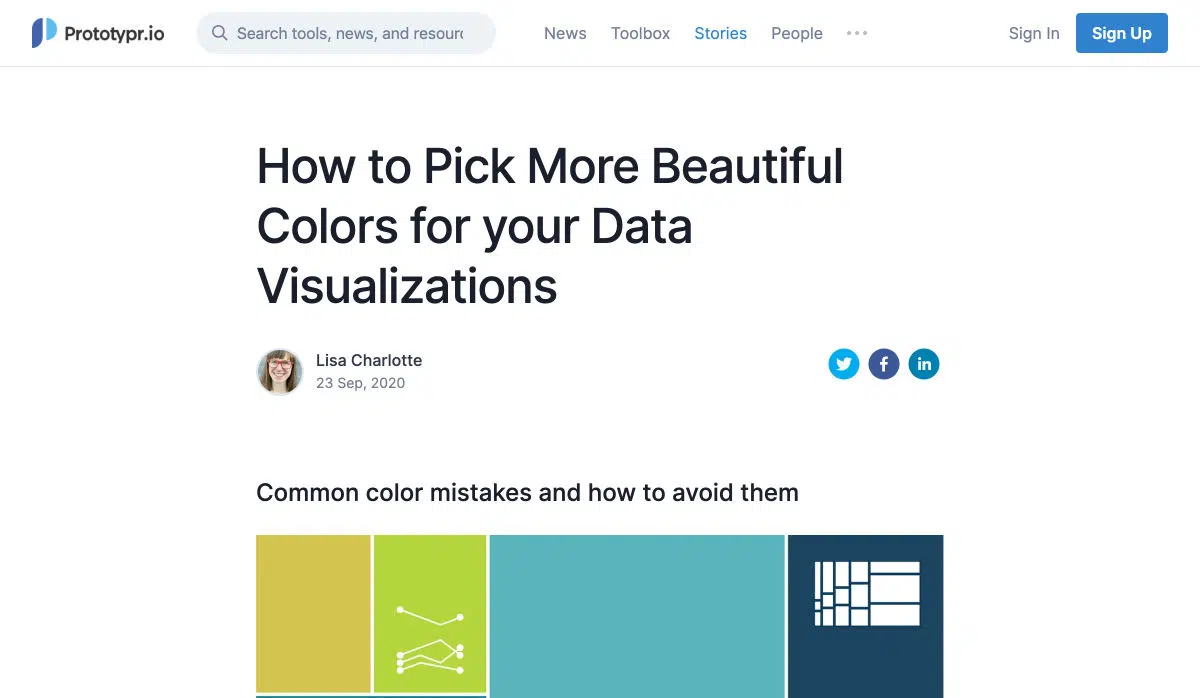 Prototypr.io
Search tools, news, and resour
News
Toolbox
Stories
People
Sign In
Sign Up
How to Pick More Beautiful
Colors for your Data
Visualizations
Lisa Charlotte
23 Sep, 2020
Common color mistakes and how to avoid them